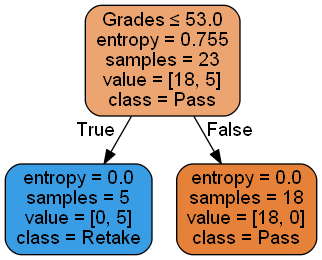 Grades ≤ 53.0
entropy = 0.755
samples = 23
value = [18, 5]
class = Pass
True
False
entropy = 0.0
samples = 5
value = [0, 5]
class = Retake
entropy = 0.0
samples = 18
value = [18, 0]
class = Pass